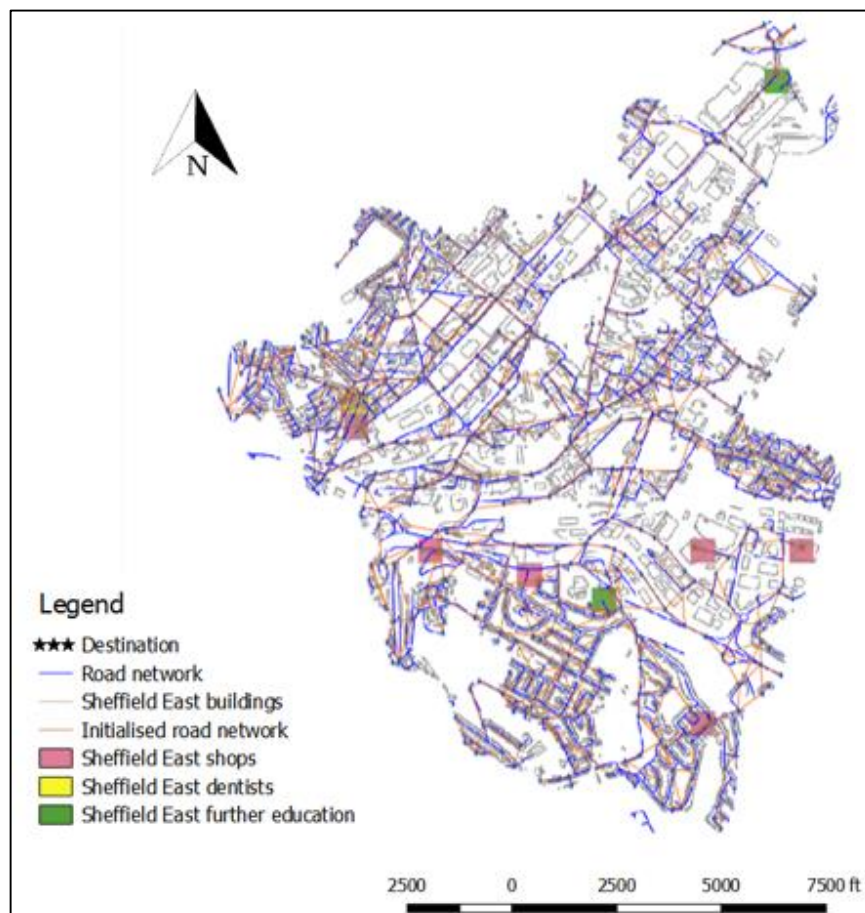 N
Legend
Destination
Road network
Sheffield East buildings
Initialised road network
Sheffield East shops
Sheffield East dentists
Sheffield East further education
2500 0 2500 5000 7500 ft